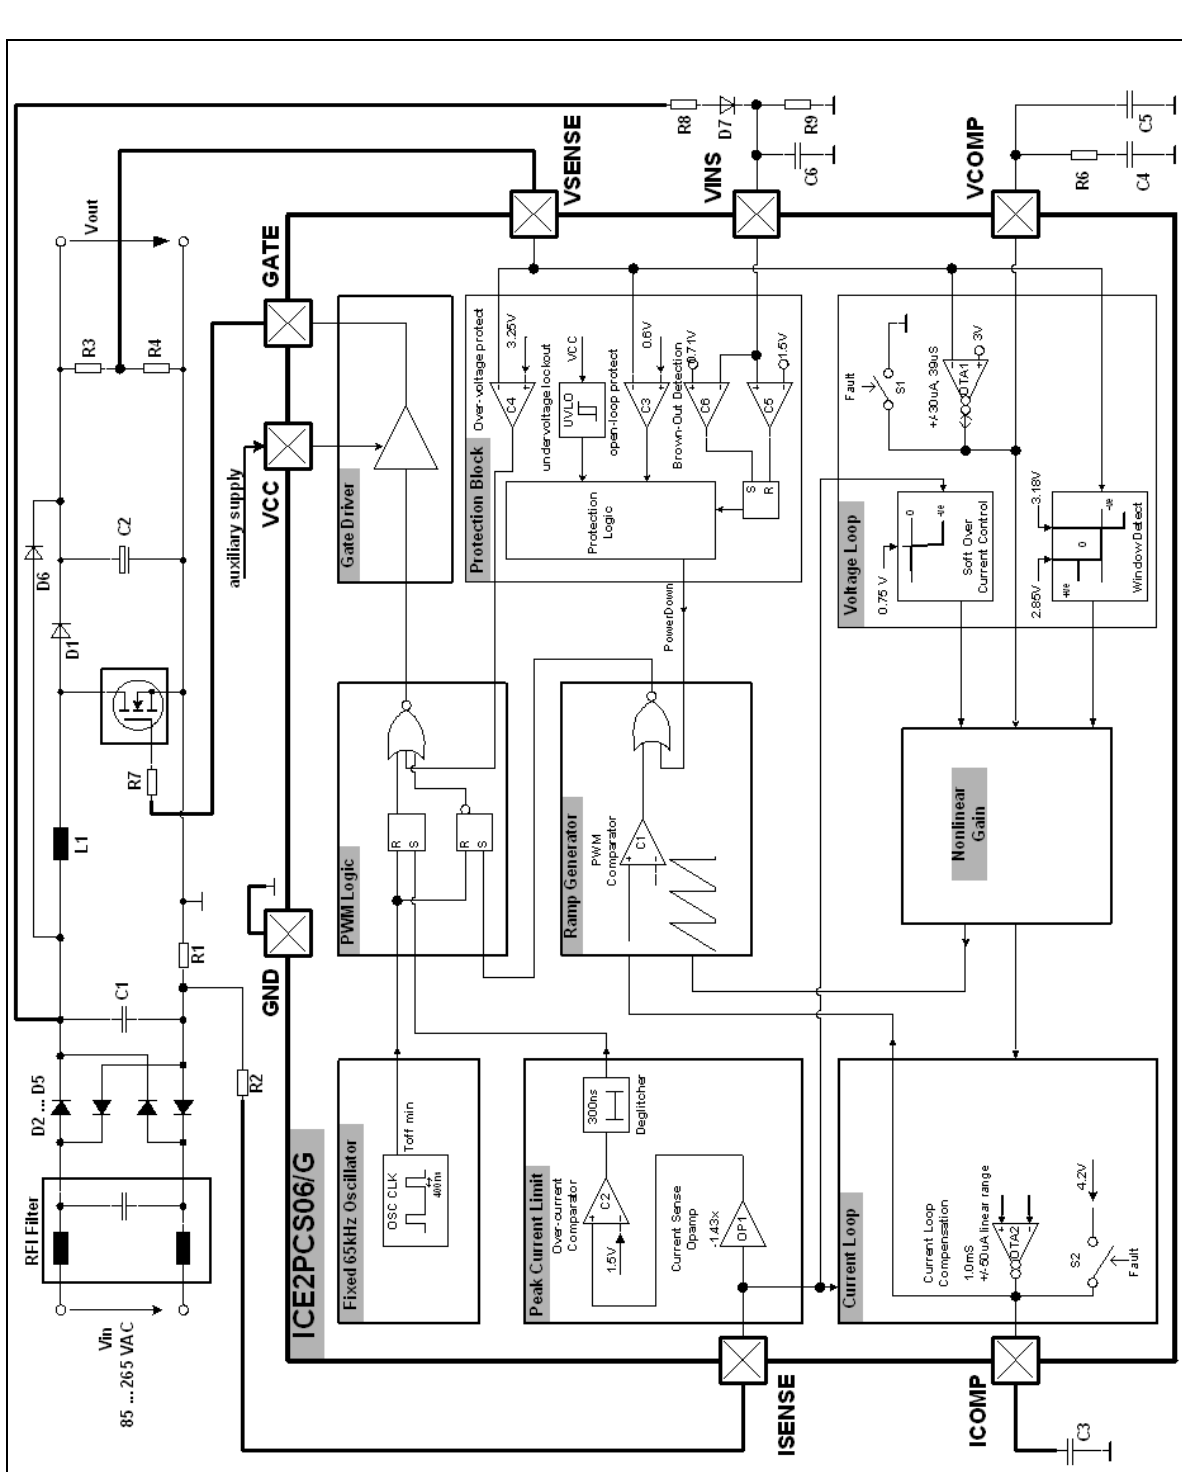 Vin
85 ... 265 VAC
RFI Filter
D2 ... D5
C1
R1
R2
L1
R7
D1
D6
C2
R3
R4
Vout
GND
auxiliary supply
VCC
GATE
VSENSE
R8
D7
R9
C6
VINS
VCOMP
R6
C4
C5
ICE2PCS06/G
Fixed 65kHz Oscillator
OSC CLK
400ns
Toff min
PWM Logic
R
S
R
S
Gate Driver
Peak Current Limit
Over-current
Comparator
1.5V
C2
300ns
Deglitcher
Current Sense
Opamp
-1.43x
OP1
Ramp Generator
PWM
Comparator
C1
PowerDown
Protection Block
Over-voltage protect
3.25V
C4
undervoltage lockout
VCC
UVLO
open-loop protect
0.6V
C3
Brown-Out Detection
0.71V
C6
1.5V
C5
S
R
Protection
Logic
Current Loop
Current Loop
Compensation
1.0mS
+/-50uA linear range
OTA2
4.2V
S2
Fault
Nonlinear
Gain
Voltage Loop
Fault
S1
+/-30uA, 39uS
OTA1
3V
0.75 V
0
-ve
Soft Over
Current Control
2.85V
3.18V
+ve
0
-ve
Window Detect
ISENSE
ICOMP
C3